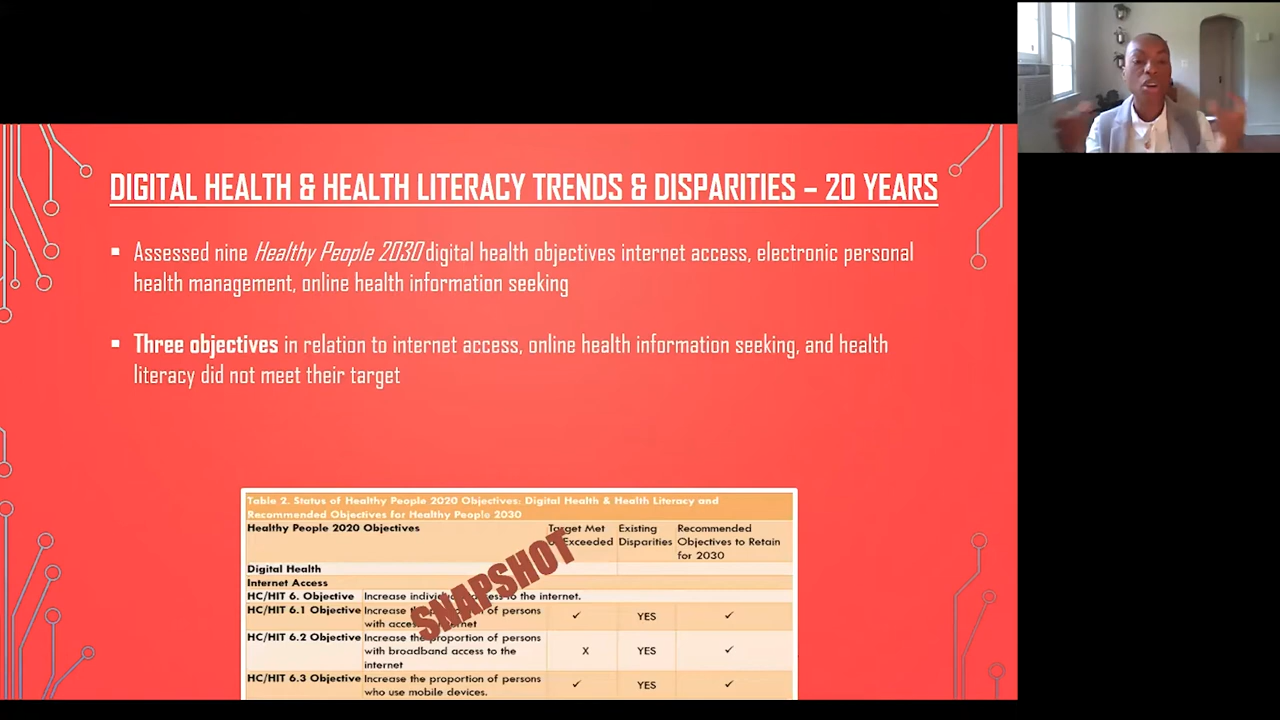 DIGITAL HEALTH & HEALTH LITERACY TRENDS & DISPARITIES – 20 YEARS
▪ Assessed nine Healthy People 2030 digital health objectives internet access, electronic personal
health management, online health information seeking
▪ Three objectives in relation to internet access, online health information seeking, and health
literacy did not meet their target
Table 2. Status of Healthy People 2020 Objectives: Digital Health & Health Literacy and
Recommended Objectives for Healthy People 2030
Healthy People 2020 Objectives Target Met Existing Recommended
Exceeded Disparities Objectives to Retain
for 2030
SNAPSHOT
Digital Health
Internet Access
HC/HIT 6. Objective Increase to the internet.
HC/HIT 6.1 Objective Increase the of persons ✓ YES ✓
with
HC/HIT 6.2 Objective Increase the proportion of persons
with broadband access to the X YES ✓
internet
HC/HIT 6.3 Objective Increase the proportion of persons ✓ YES ✓
who use mobile devices.